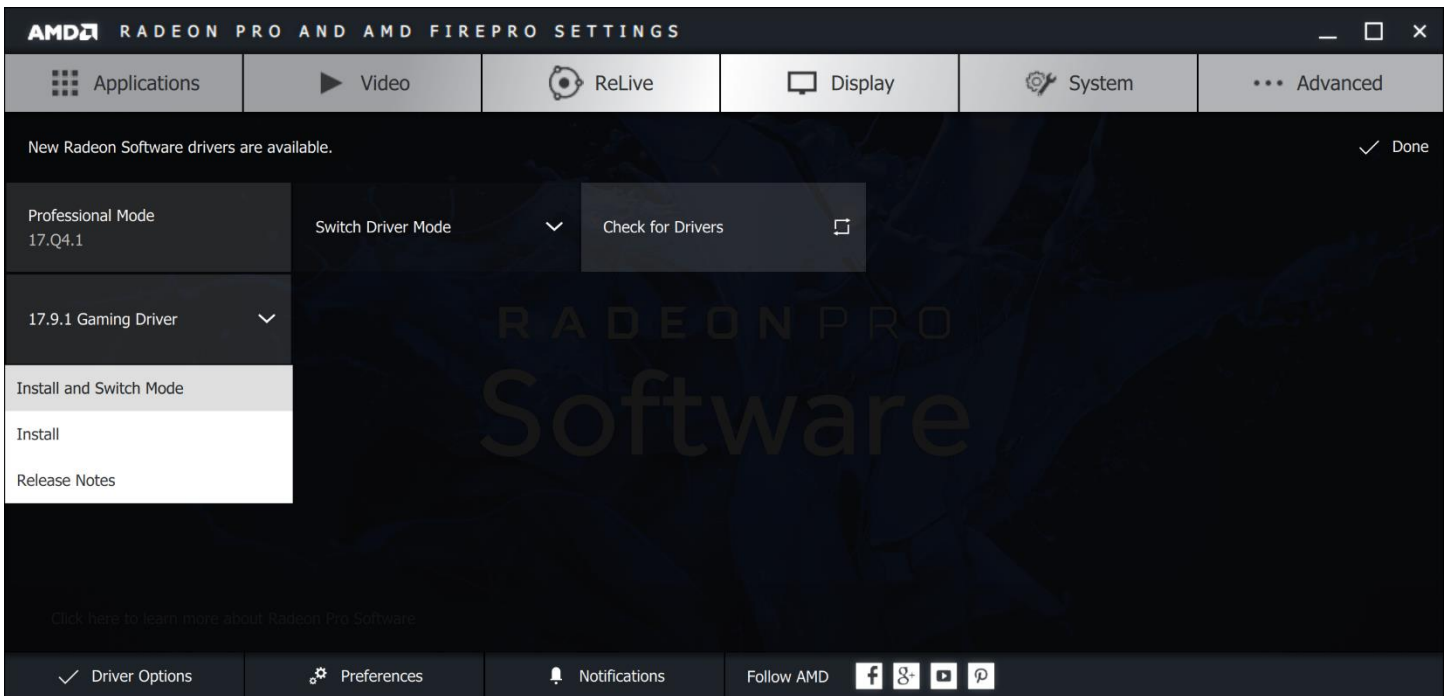 AMD RADEON PRO AND AMD FIREPRO SETTINGS
Applications
Video
ReLive
Display
System
Advanced
New Radeon Software drivers are available.
Done
Professional Mode
17.Q4.1
Switch Driver Mode
Check for Drivers
17.9.1 Gaming Driver
RADEON PRO
Software
Install and Switch Mode
Install
Release Notes
Click here to learn more about Radeon Pro Software
Driver Options
Preferences
Notifications
Follow AMD